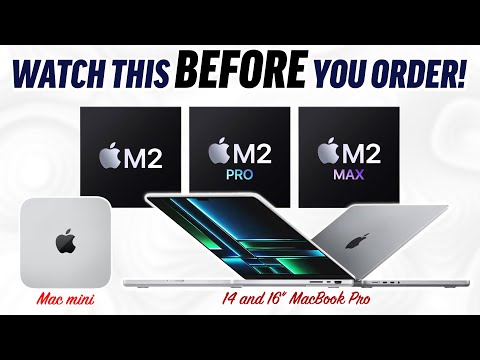 WATCH THIS BEFORE YOU ORDER!
M2
M2
PRO
M2
MAX
Mac mini
14 and 16" MacBook Pro